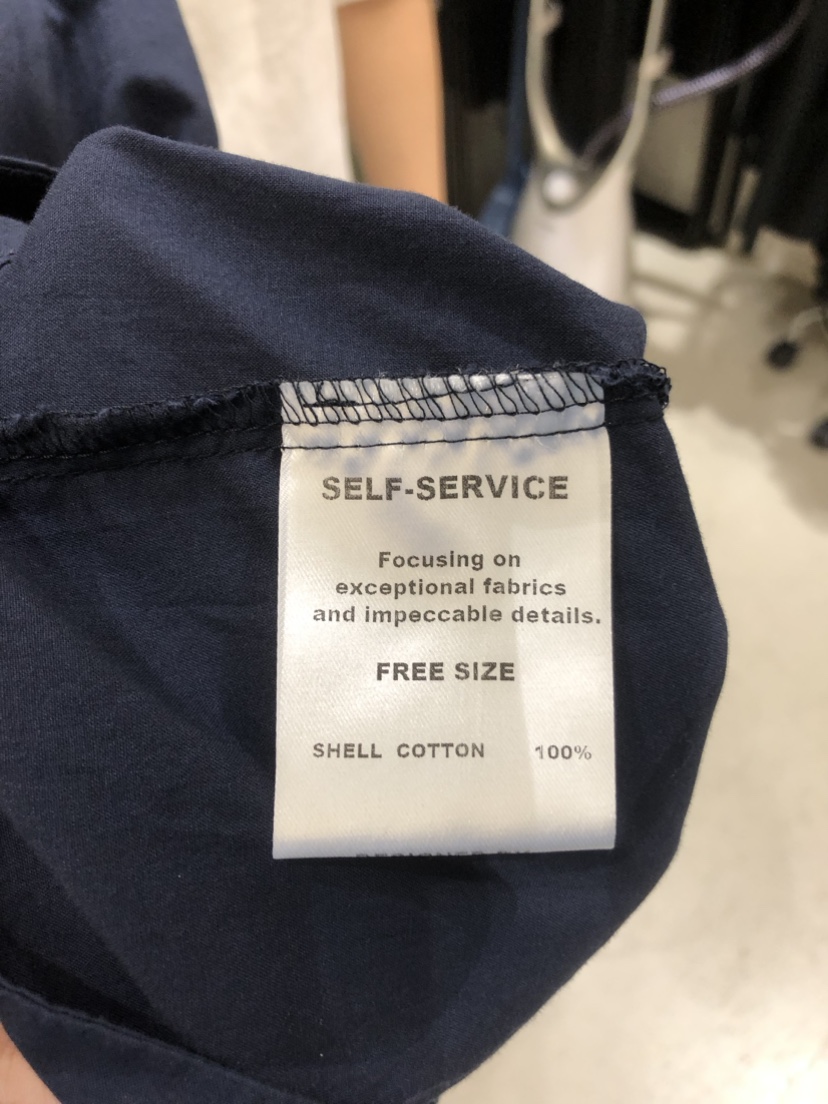 SELF-SERVICE
Focusing on
exceptional fabrics
and impeccable details.
FREE SIZE
SHELL COTTON 100%